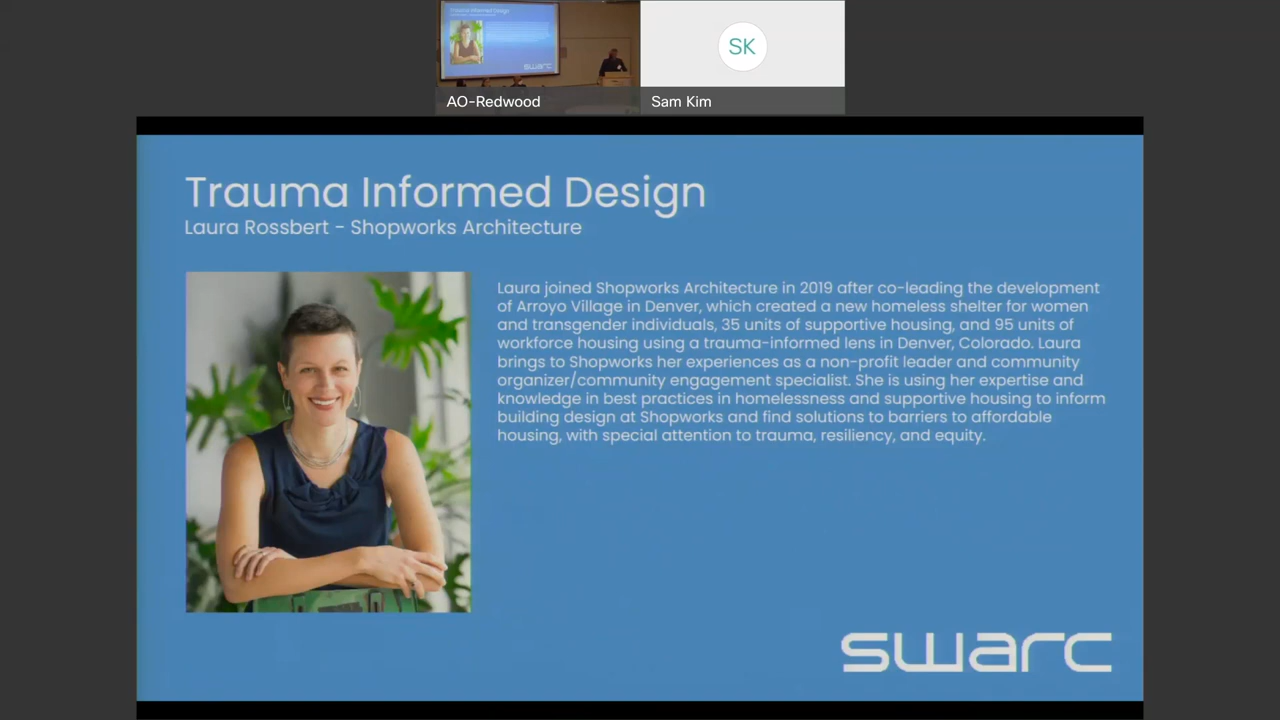 AO-Redwood
SK
Sam Kim
Trauma Informed Design
Laura Rossbert - Shopworks Architecture
Laura joined Shopworks Architecture in 2019 after co-leading the development
of Arroyo Village in Denver, which created a new homeless shelter for women
and transgender individuals, 35 units of supportive housing, and 95 units of
workforce housing using a trauma-informed lens in Denver, Colorado. Laura
brings to Shopworks her experiences as a non-profit leader and community
organizer/community engagement specialist. She is using her expertise and
knowledge in best practices in homelessness and supportive housing to inform
building design at Shopworks and find solutions to barriers to affordable
housing, with special attention to trauma, resiliency, and equity.
swarc